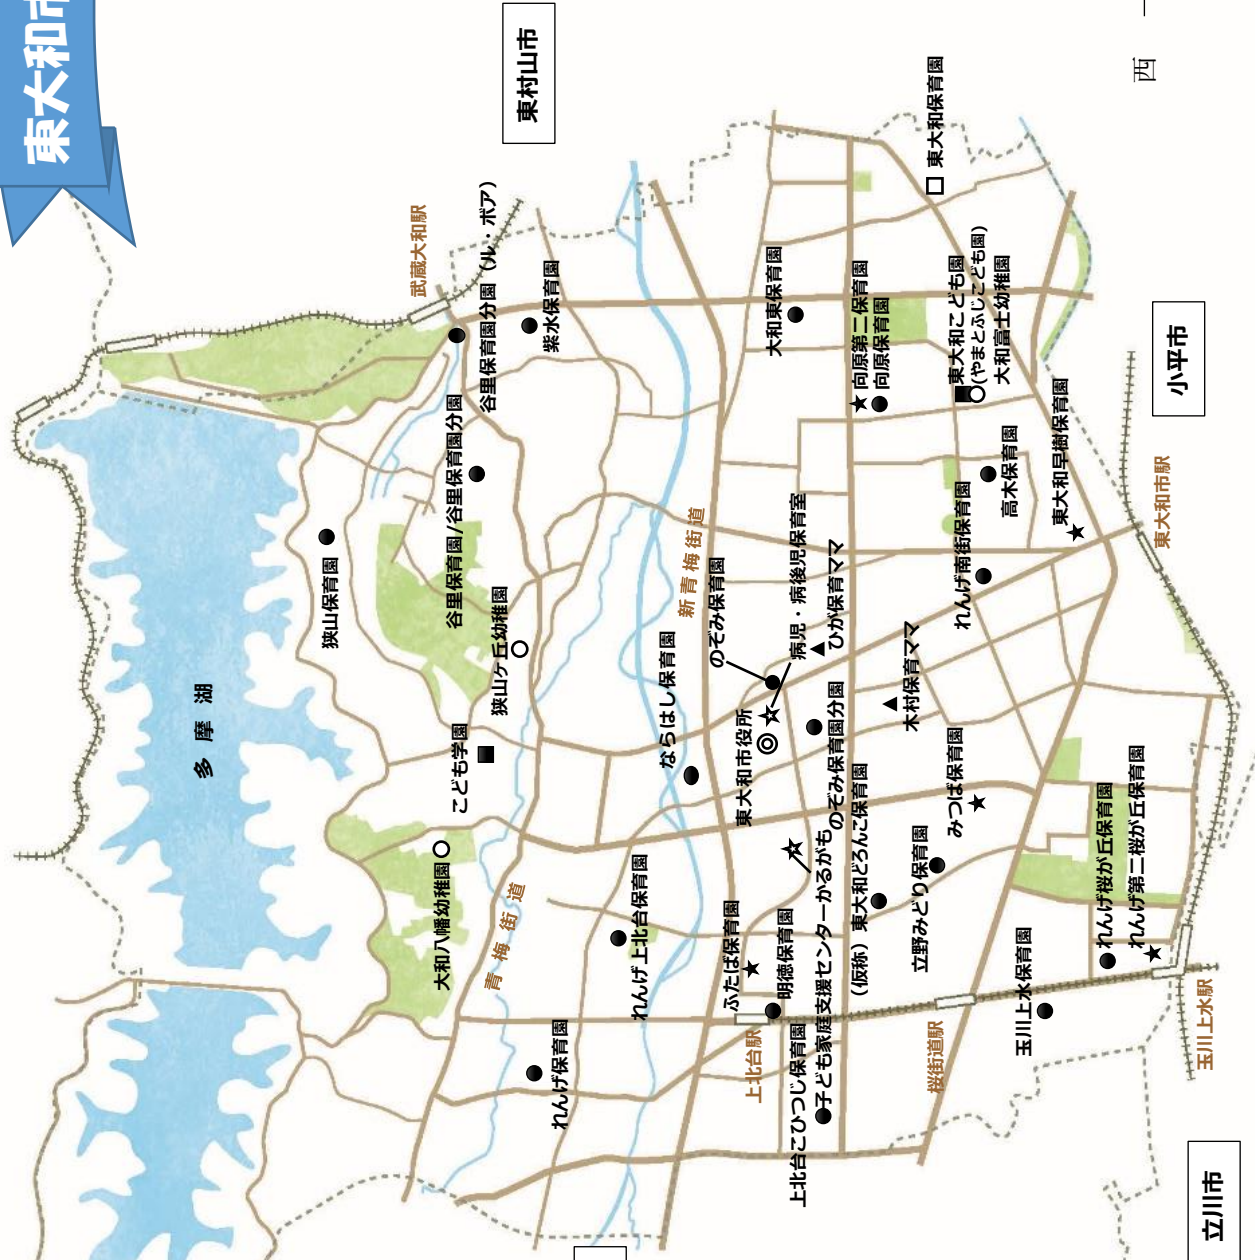 東大和市
東村山市
西
東大和保育園
武蔵大和駅
谷里保育園分園（ル・ボア）
紫水保育園
大和東保育園
向原第二保育園
向原保育園
東大和こども園
(やまとふじこども園)
大和富士幼稚園
小平市
谷里保育園/谷里保育園分園
狭山保育園
狭山ケ丘幼稚園
新青梅街道
のぞみ保育園
病児・病後児保育室
ひが保育ママ
れんげ南街保育園
高木保育園
東大和早樹保育園
東大和市駅
多摩湖
こども学園
ならはし保育園
東大和市役所
のぞみ保育園分園
木村保育ママ
みつば保育園
大和八幡幼稚園
青梅街道
れんげ上北台保育園
ふたば保育園
明徳保育園
子ども家庭支援センターかるがも
（仮称）東大和どろんこ保育園
立野みどり保育園
れんげ桜が丘保育園
れんげ第二桜が丘保育園
れんげ保育園
上北台駅
上北台こひつじ保育園
桜街道駅
玉川上水保育園
玉川上水駅
立川市